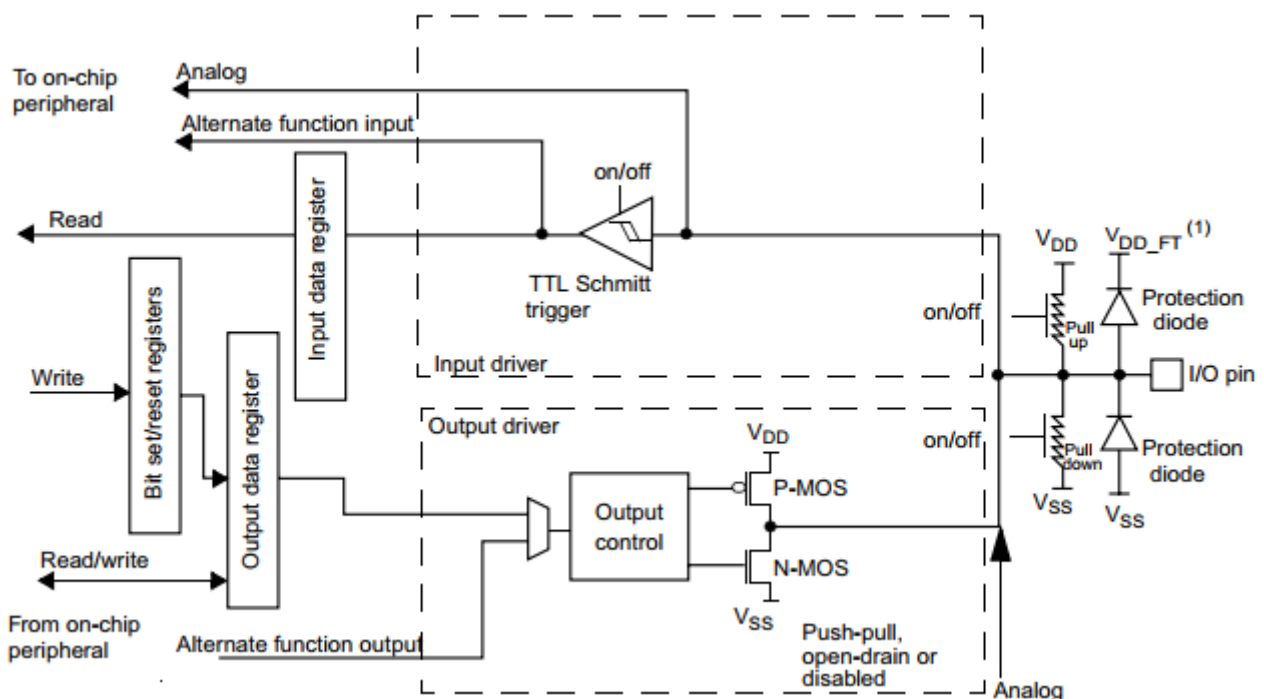 To on-chip
peripheral
Analog
Alternate function input
on/off
Read
Input data register
TTL Schmitt
trigger
Input driver
VDD
VDD_FT (1)
on/off
Pull
up
Protection
diode
I/O pin
Write
Bit set/reset registers
Output data register
Read/write
From on-chip
peripheral
Alternate function output
Output driver
Output
control
VDD
P-MOS
N-MOS
VSS
Push-pull,
open-drain or
disabled
on/off
Pull
down
VSS
Protection
diode
VSS
Analog